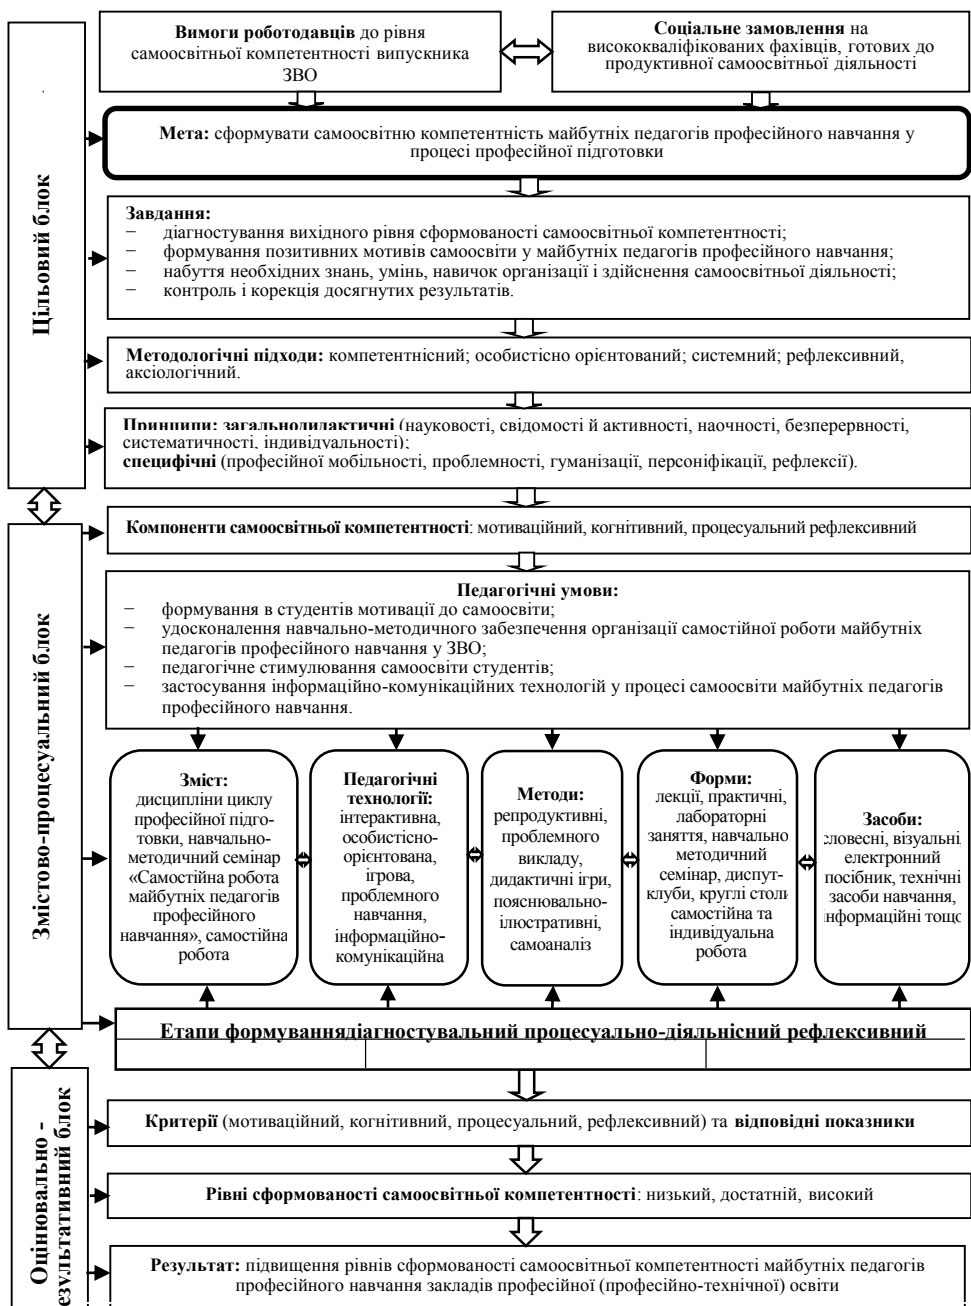 Цільовий блок
Вимоги роботодавців до рівня
самоосвітньої компетентності випускника
ЗВО
Соціальне замовлення на
висококваліфікованих фахівців, готових до
продуктивної самоосвітньої діяльності
Мета: сформувати самоосвітню компетентність майбутніх педагогів професійного навчання у
процесі професійної підготовки
Завдання:
− діагностування вихідного рівня сформованості самоосвітньої компетентності;
− формування позитивних мотивів самоосвіти у майбутніх педагогів професійного навчання;
− набуття необхідних знань, умінь, навичок організації і здійснення самоосвітньої діяльності;
− контроль і корекція досягнутих результатів.
Методологічні підходи: компетентнісний; особистісно орієнтований; системний; рефлексивний,
аксіологічний.
Принципи: загальнодидактичні (науковості, свідомості й активності, наочності, безперервності,
систематичності, індивідуальності);
специфічні (професійної мобільності, проблемності, гуманізації, персоніфікації, рефлексії).
Змістово-процесуальний блок
Компоненти самоосвітньої компетентності: мотиваційний, когнітивний, процесуальний рефлексивний
Педагогічні умови:
− формування в студентів мотивації до самоосвіти;
− удосконалення навчально-методичного забезпечення організації самостійної роботи майбутніх
педагогів професійного навчання у ЗВО;
− педагогічне стимулювання самоосвіти студентів;
− застосування інформаційно-комунікаційних технологій у процесі самоосвіти майбутніх педагогів
професійного навчання.
Зміст:
дисципліни циклу
професійної підго-
товки, навчально-
методичний семінар
«Самостійна робота
майбутніх педагогів
професійного
навчання», самостійна
робота
Педагогічні
технології:
інтерактивна,
особистісно-
орієнтована,
ігрова,
проблемного
навчання,
інформаційно-
комунікаційна
Методи:
репродуктивні,
проблемного
викладу,
дидактичні ігри,
пояснювально-
ілюстративні,
самоаналіз
Форми:
лекції, практичні,
лабораторні
заняття, навчально
методичний
семінар, диспут-
клуби, круглі столи
самостійна та
індивідуальна
робота
Засоби:
словесні, візуальні,
електронний
посібник, технічні
засоби навчання,
інформаційні тощо
Етапи формуваннядіагностувальний процесуально-діяльнісний рефлексивний
Оцінювально -
результативний блок
Критерії (мотиваційний, когнітивний, процесуальний, рефлексивний) та відповідні показники
Рівні сформованості самоосвітньої компетентності: низький, достатній, високий
Результат: підвищення рівнів сформованості самоосвітньої компетентності майбутніх педагогів
професійного навчання закладів професійної (професійно-технічної) освіти